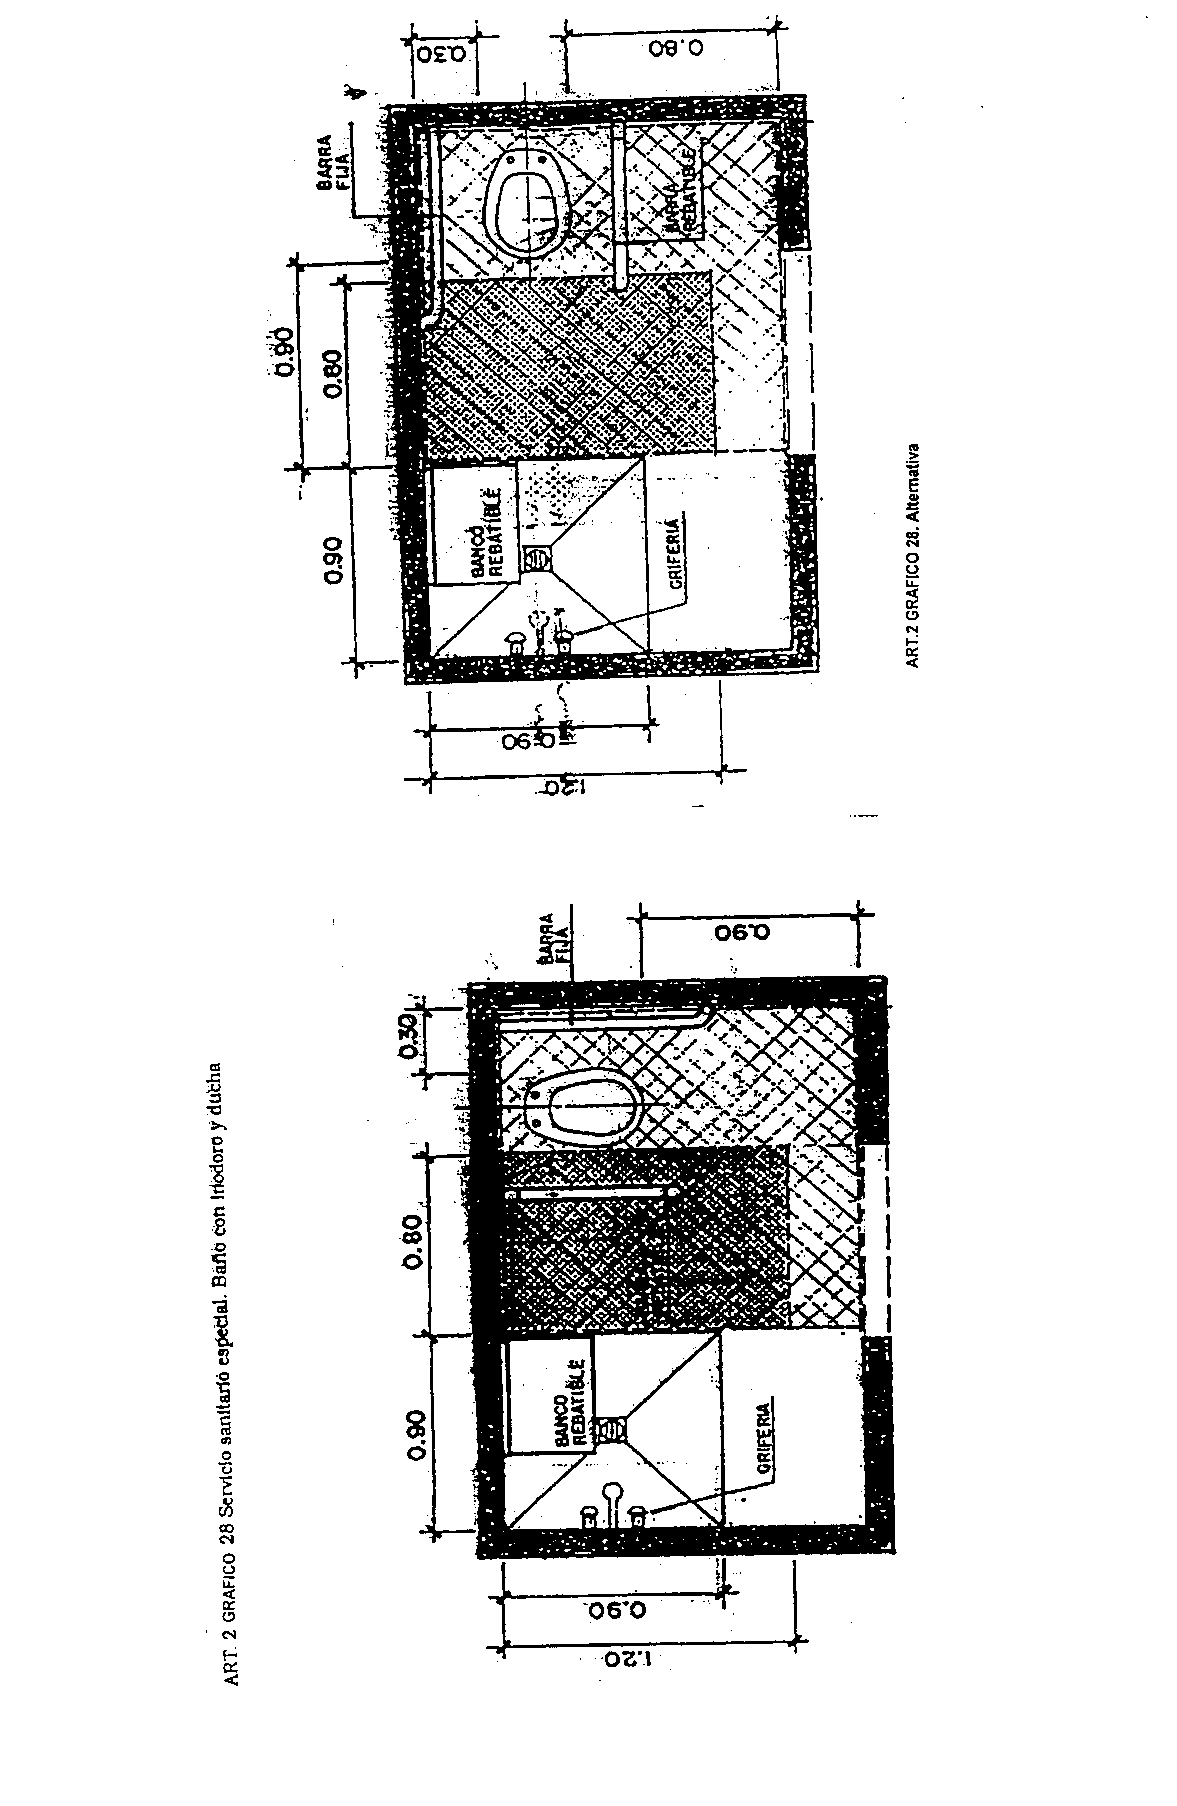 ART. 2 GRAFICO 28 Servicio sanitario especial. Baño con Inodoro y ducha
0.90
0.80
0.30
BARRA
FIJA
0.90
BANCO
REBATIBLE
GRIFERIA
0.90
1.20
0.90
0.90
0.80
BARRA
FIJA
0.30
0.80
BARRA
REBATIBLE
BANCO
REBATIBLE
GRIFERIA
0.90
1.20
ART.2 GRAFICO 28. Alternativa